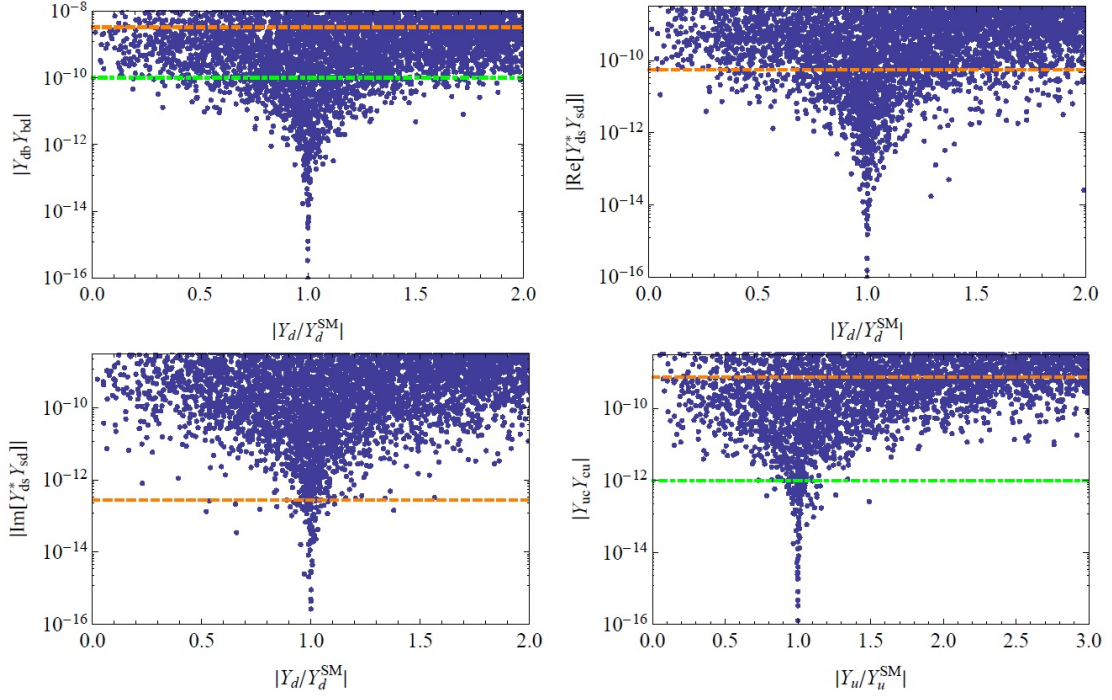 10⁻⁸
10⁻¹⁰
10⁻¹²
10⁻¹⁴
10⁻¹⁶
|Y_db Y_bd|
0.0 0.5 1.0 1.5 2.0
|Y_d/Y_d^SM|
10⁻¹⁰
10⁻¹²
10⁻¹⁴
10⁻¹⁶
|Re[Y_ds^* Y_sd]|
0.0 0.5 1.0 1.5 2.0
|Y_d/Y_d^SM|
10⁻¹⁰
10⁻¹²
10⁻¹⁴
10⁻¹⁶
|Im[Y_ds^* Y_sd]|
0.0 0.5 1.0 1.5 2.0
|Y_d/Y_d^SM|
10⁻¹⁰
10⁻¹²
10⁻¹⁴
10⁻¹⁶
|Y_uc Y_cu|
0.0 0.5 1.0 1.5 2.0 2.5 3.0
|Y_u/Y_u^SM|